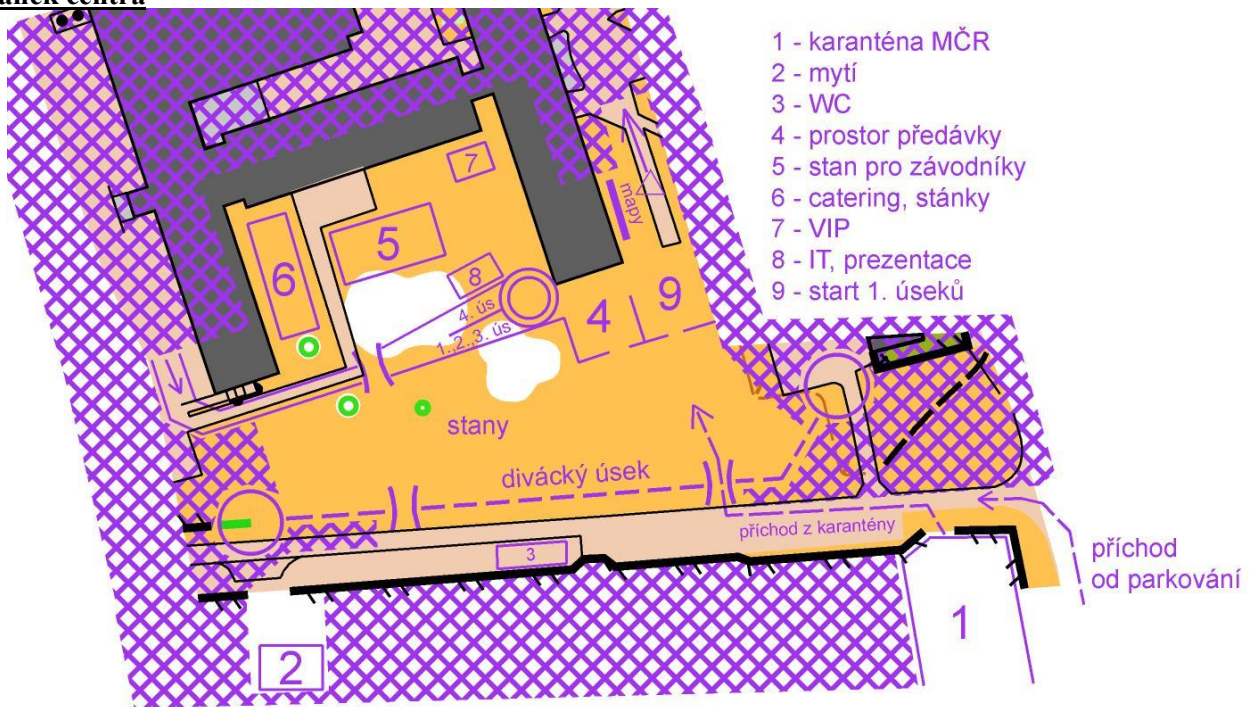 centra
1 - karanténa MČR
2 - mytí
3 - WC
4 - prostor předávky
5 - stan pro závodníky
6 - catering, stánky
7 - VIP
8 - IT, prezentace
9 - start 1. úseků
7
mapy
5
6
8
4. ús
1.,2.,3. ús
4
9
stany
divácký úsek
příchod z karantény
3
příchod
od parkování
1
2